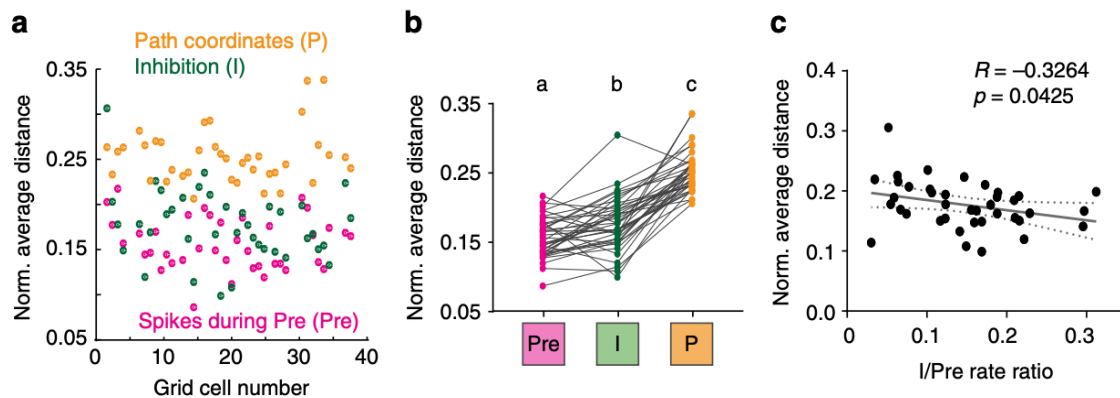 a
Path coordinates (P)
Inhibition (I)
0.35
0.25
0.15
0.05
Norm. average distance
Spikes during Pre (Pre)
0 10 20 30 40
Grid cell number
b
a b c
0.35
0.25
0.15
0.05
Norm. average distance
Pre I P
c
R = –0.3264
p = 0.0425
0.4
0.3
0.2
0.1
0.0
Norm. average distance
0 0.1 0.2 0.3
I/Pre rate ratio